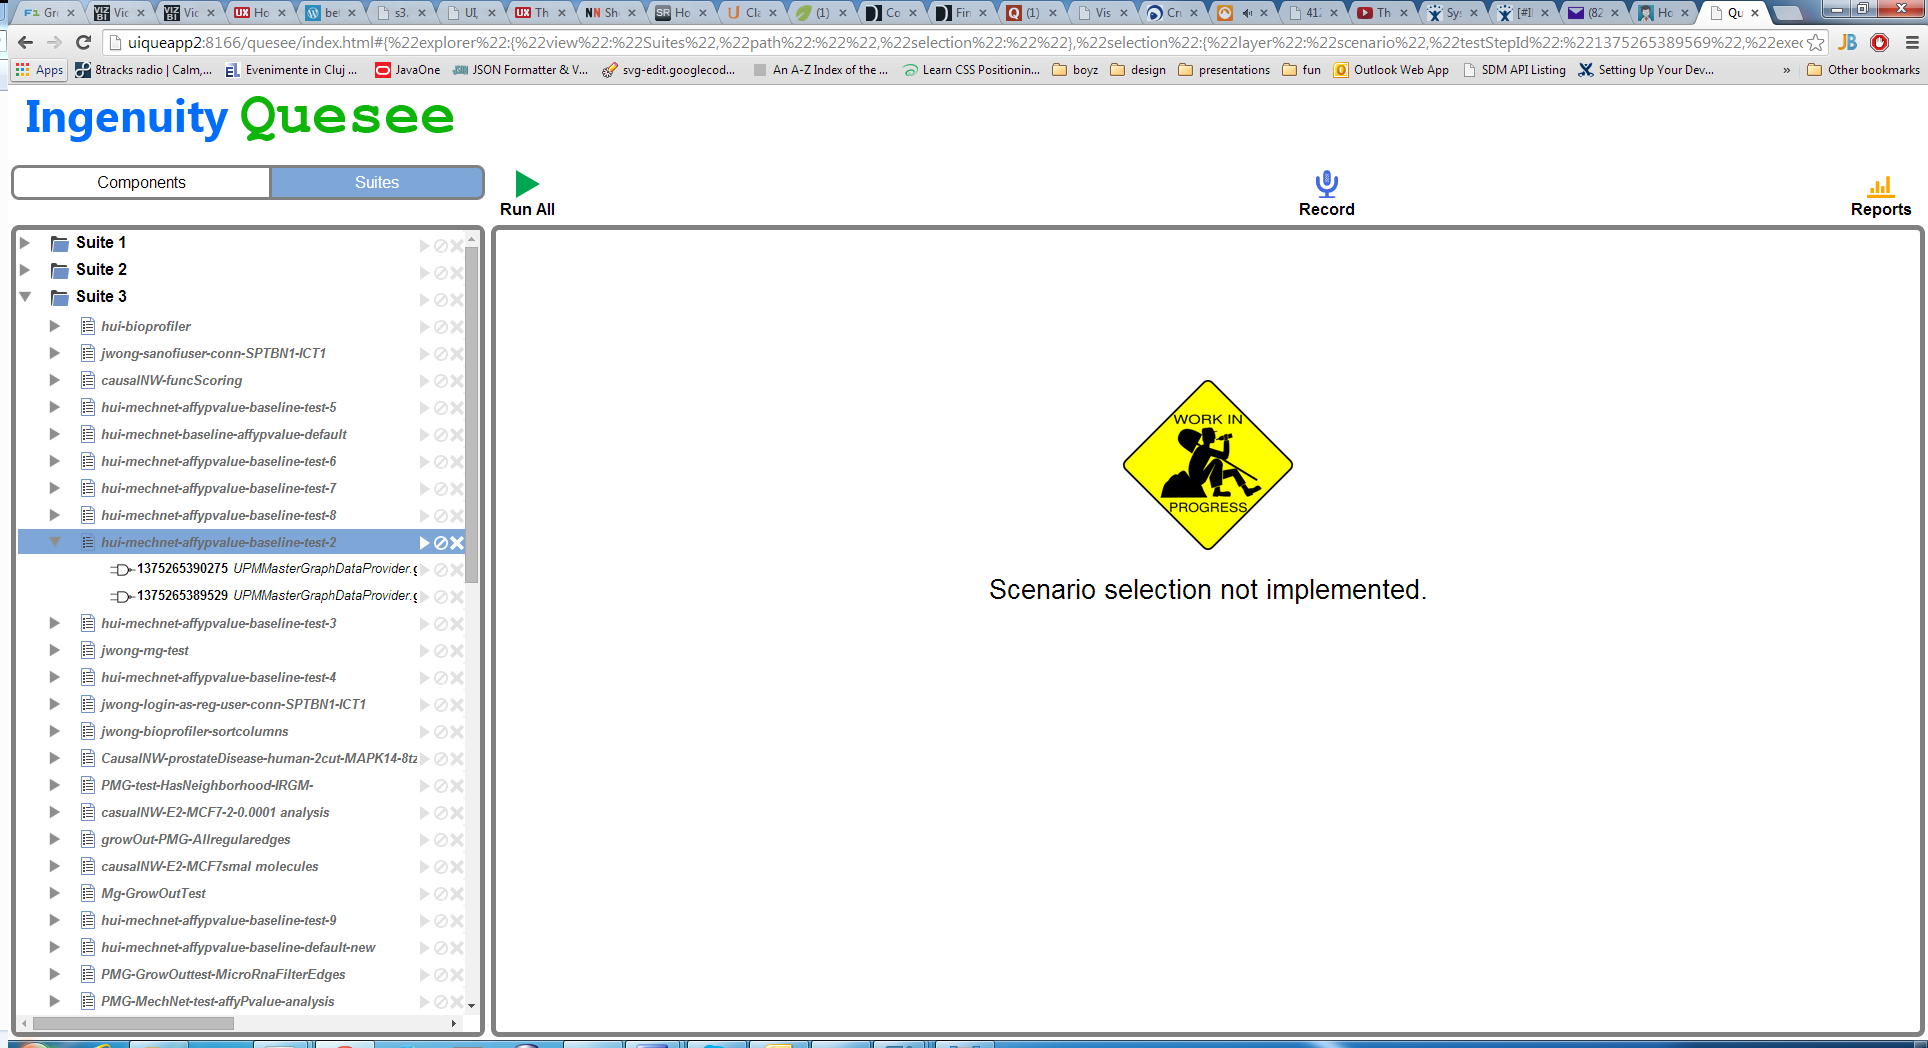 Gr
Vi
Vi
Ho
be
s3.
UI,
Th
Sh
Ho
Cla
(1)
Co
Fin
(1)
Vis
Cru
412
Th
Sys
[#II
(82
Ho
Qu
uiqueapp2:8166/quesee/index.html#{%22explorer%22:{%22view%22:%22Suites%22,%22path%22:%22%22,%22selection%22:%22%22},%22selection%22:{%22layer%22:%22scenario%22,%22testStepId%22:%221375265389569%22,%22exec
Apps
8tracks radio | Calm,...
Evenimente in Cluj ...
JavaOne
JSON Formatter & V...
svg-edit.googlecod...
An A-Z Index of the ...
Learn CSS Positionin...
boyz
design
presentations
fun
Outlook Web App
SDM API Listing
Setting Up Your Dev...
»
Other bookmarks
Ingenuity Quesee
Components
Suites
Run All
Record
Reports
Suite 1
Suite 2
Suite 3
hui-bioprofiler
jwong-sanofiuser-conn-SPTBN1-ICT1
causalNW-funcScoring
hui-mechnet-affypvalue-baseline-test-5
hui-mechnet-baseline-affypvalue-default
hui-mechnet-affypvalue-baseline-test-6
hui-mechnet-affypvalue-baseline-test-7
hui-mechnet-affypvalue-baseline-test-8
hui-mechnet-affypvalue-baseline-test-2
1375265390275 UPMMasterGraphDataProvider.g
1375265389529 UPMMasterGraphDataProvider.g
hui-mechnet-affypvalue-baseline-test-3
jwong-mg-test
hui-mechnet-affypvalue-baseline-test-4
jwong-login-as-reg-user-conn-SPTBN1-ICT1
jwong-bioprofiler-sortcolumns
CausalNW-prostateDisease-human-2cut-MAPK14-8tz
PMG-test-HasNeighborhood-IRGM-
casualNW-E2-MCF7-2-0.0001 analysis
growOut-PMG-Allregularedges
causalNW-E2-MCF7smal molecules
Mg-GrowOutTest
hui-mechnet-affypvalue-baseline-test-9
hui-mechnet-affypvalue-baseline-default-new
PMG-GrowOuttest-MicroRnaFilterEdges
PMG-MechNet-test-affyPvalue-analysis
WORK IN
PROGRESS
Scenario selection not implemented.